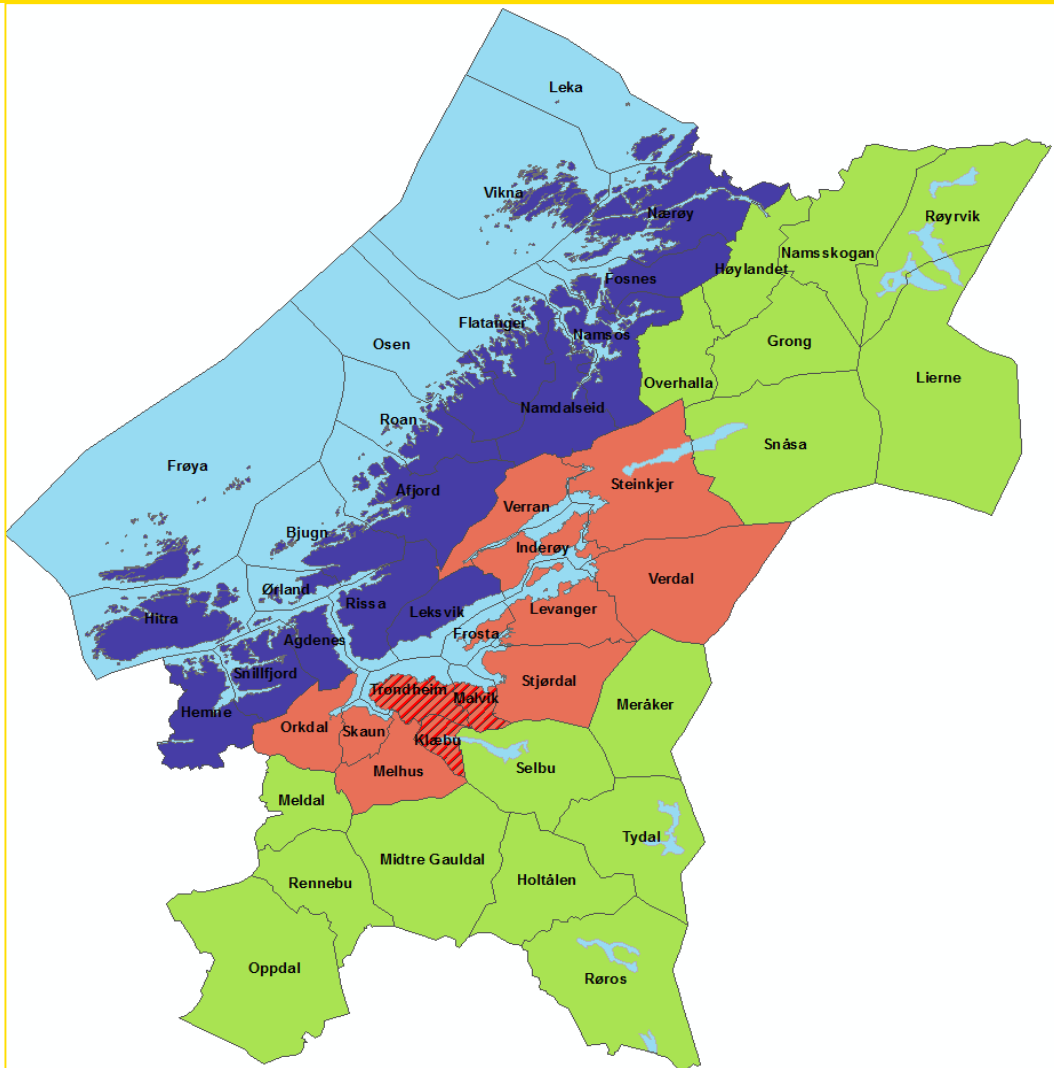 Leka
Vikna
Nærøy
Røyrvik
Namsskogan
Høylandet
Fosnes
Flatanger
Namsos
Osen
Grong
Overhalla
Lierne
Namdalseid
Roan
Snåsa
Frøya
Steinkjer
Åfjord
Verran
Bjugn
Inderøy
Verdal
Ørland
Rissa
Leksvik
Levanger
Hitra
Frosta
Agdenes
Snillfjord
Stjørdal
Trondheim
Malvik
Meråker
Hemne
Orkdal
Skaun
Klæbu
Selbu
Melhus
Meldal
Tydal
Midtre Gauldal
Rennebu
Holtålen
Oppdal
Røros